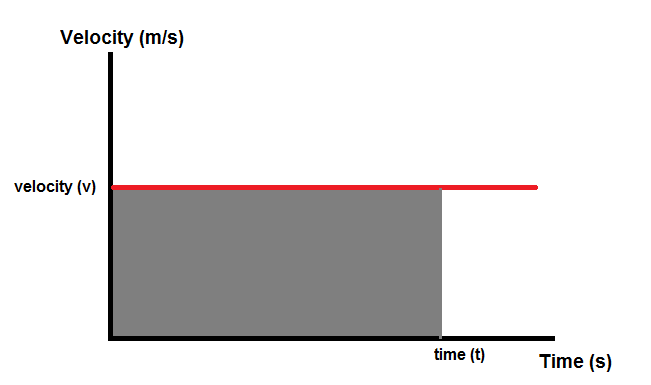 Velocity (m/s)
velocity (v)
time (t)
Time (s)